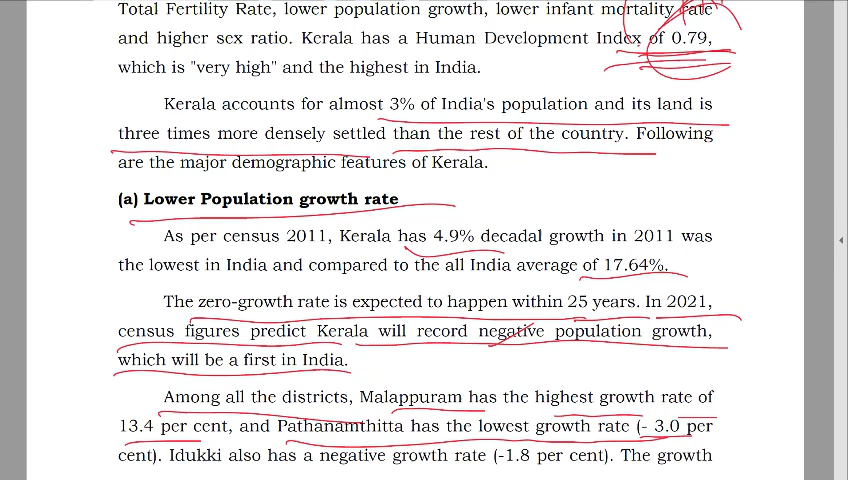 Total Fertility Rate, lower population growth, lower infant mortality rate
and higher sex ratio. Kerala has a Human Development Index of 0.79,
which is "very high" and the highest in India.
Kerala accounts for almost 3% of India's population and its land is
three times more densely settled than the rest of the country. Following
are the major demographic features of Kerala.
(a) Lower Population growth rate
As per census 2011, Kerala has 4.9% decadal growth in 2011 was
the lowest in India and compared to the all India average of 17.64%.
The zero-growth rate is expected to happen within 25 years. In 2021,
census figures predict Kerala will record negative population growth,
which will be a first in India.
Among all the districts, Malappuram has the highest growth rate of
13.4 per cent, and Pathanamthitta has the lowest growth rate (- 3.0 per
cent). Idukki also has a negative growth rate (-1.8 per cent). The growth